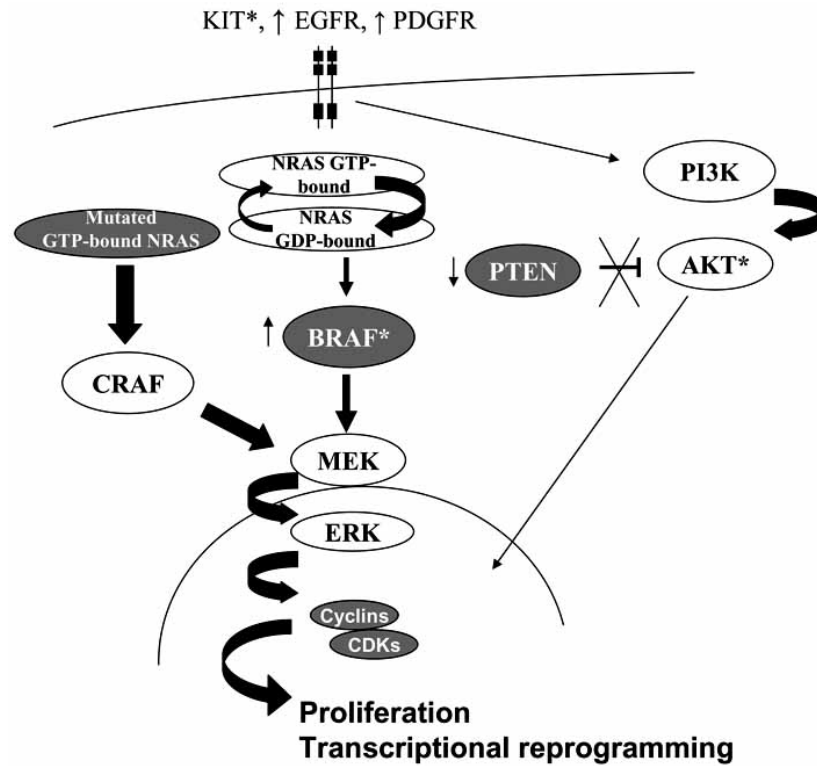 KIT*, ↑ EGFR, ↑ PDGFR
NRAS GTP-
bound
NRAS
GDP-bound
Mutated
GTP-bound NRAS
PI3K
↓ PTEN
AKT*
↑ BRAF*
CRAF
MEK
ERK
Cyclins
CDKs
Proliferation
Transcriptional reprogramming